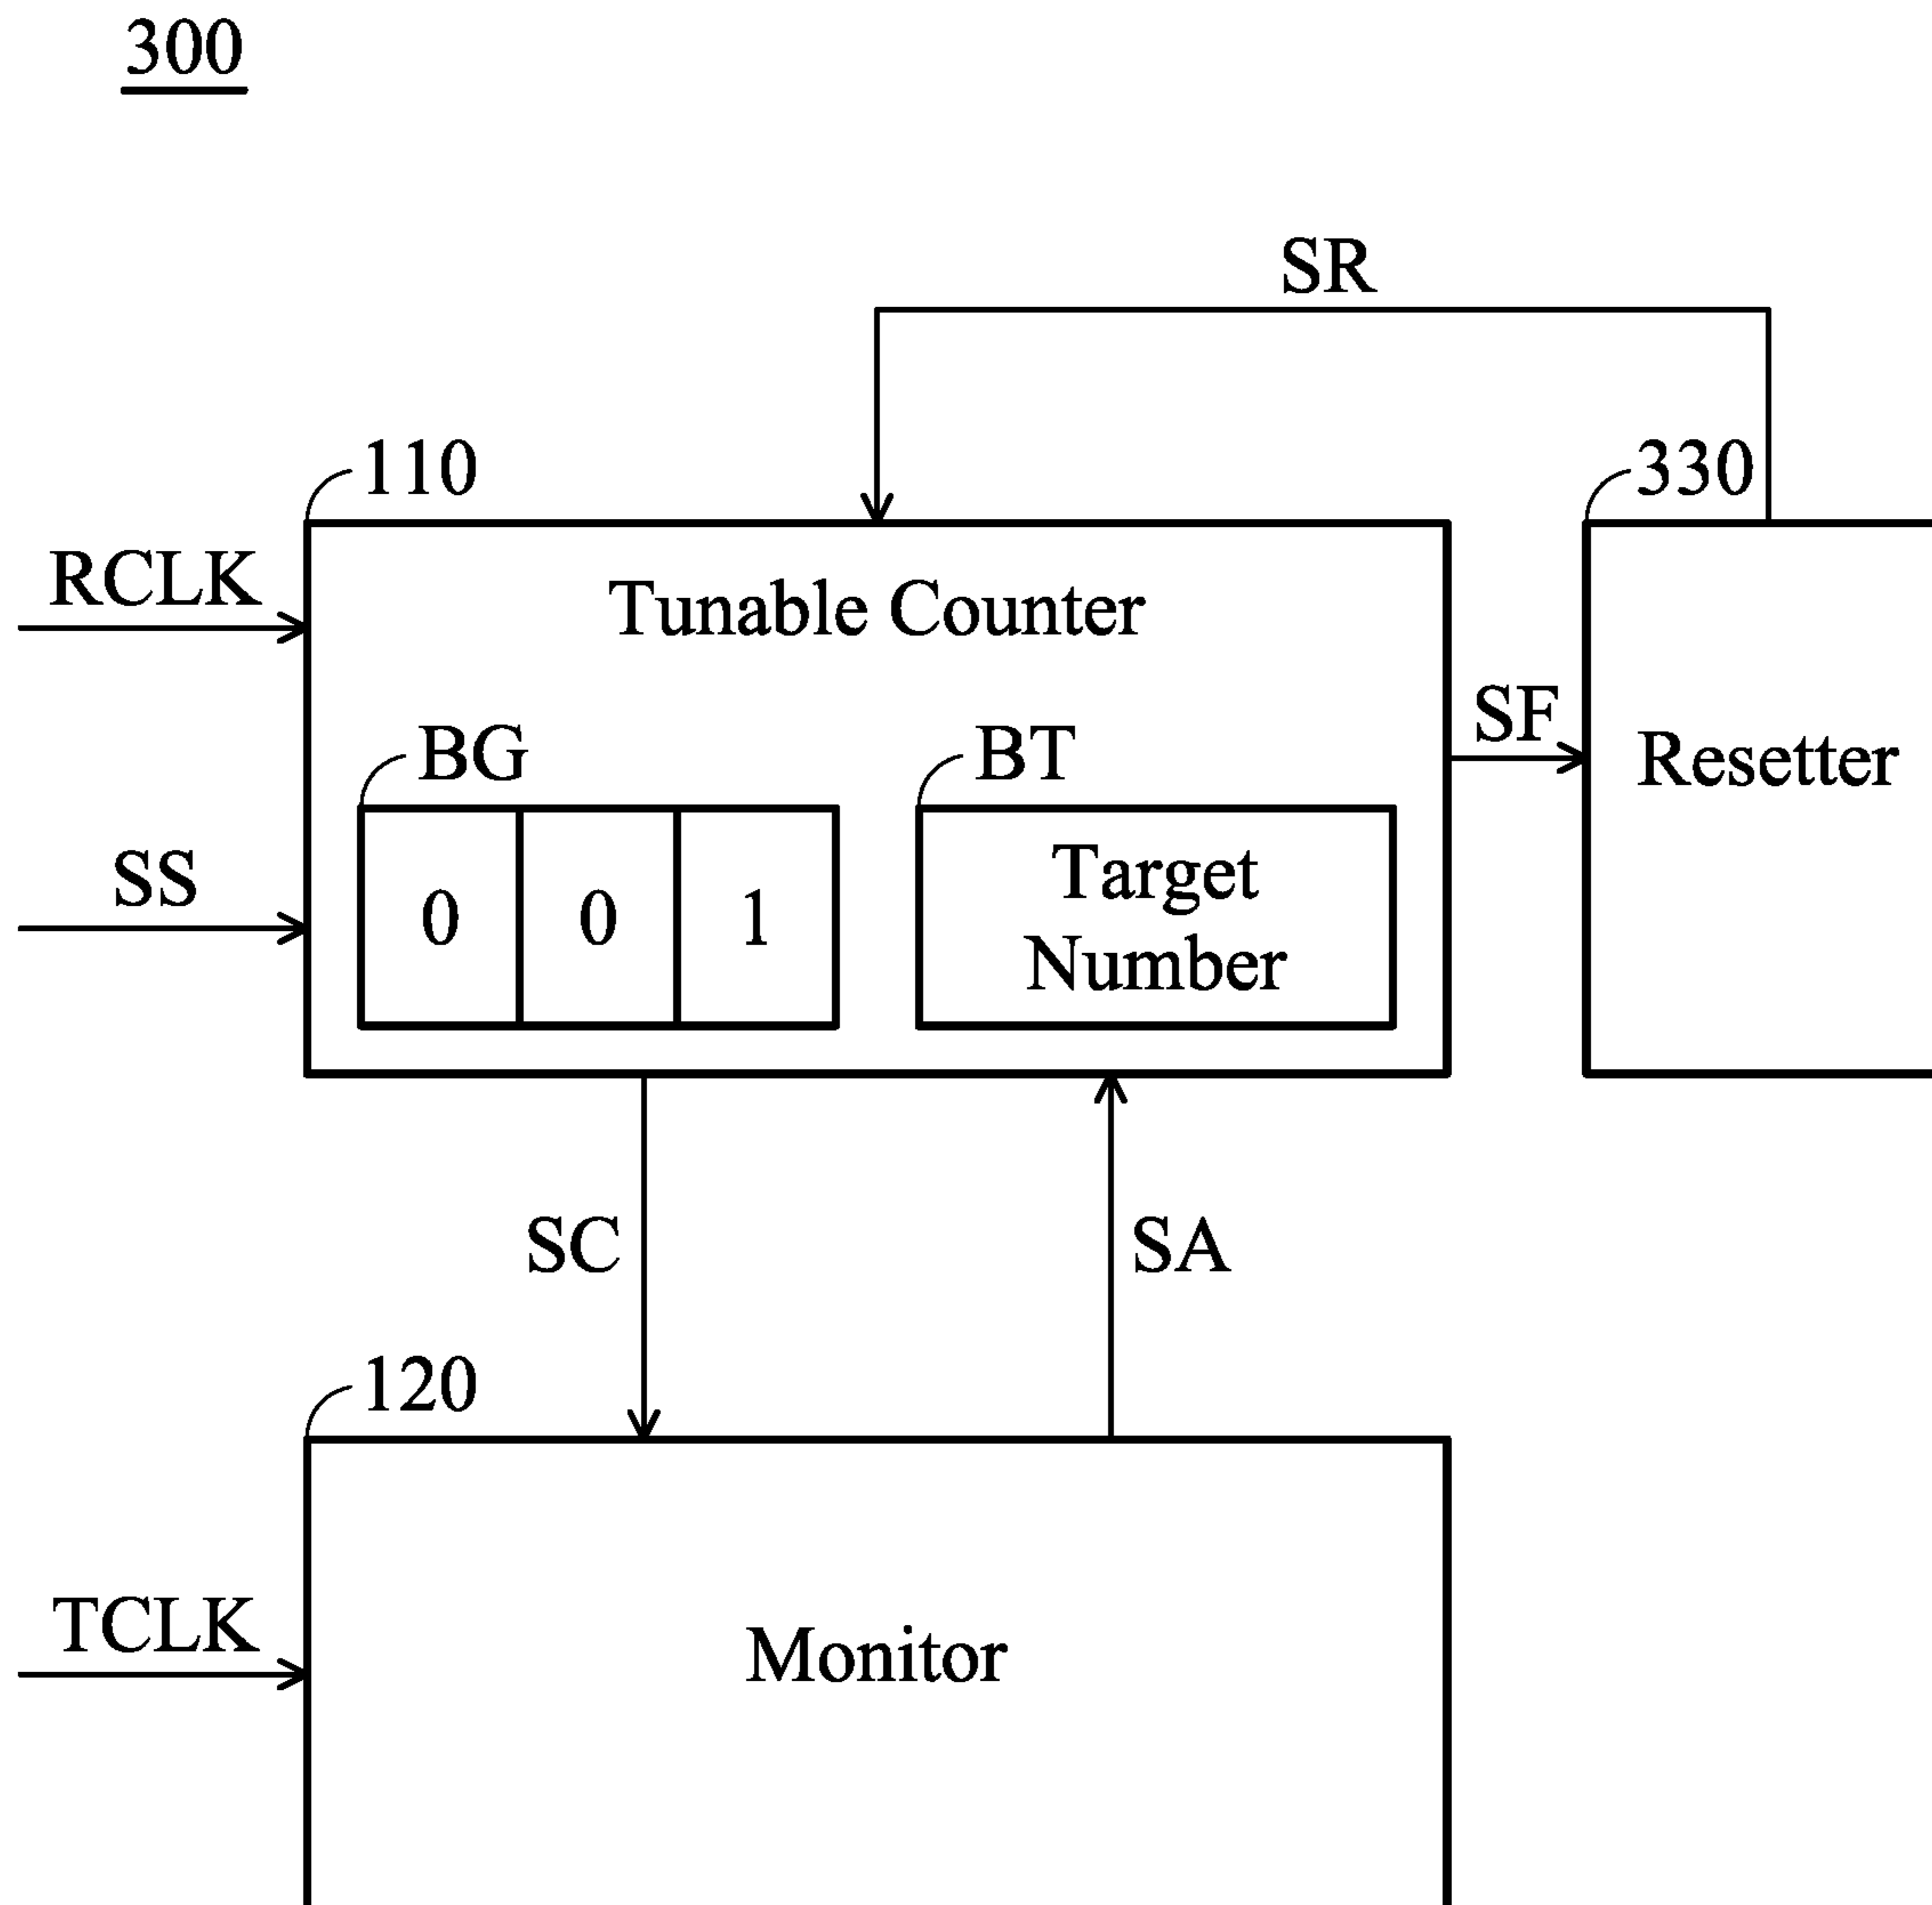 300
SR
110
330
RCLK
Tunable Counter
SF
BG
BT
Resetter
SS
0 0 1
Target
Number
SC
SA
120
TCLK
Monitor